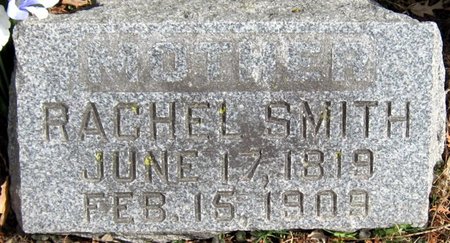 MOTHER
RACHEL SMITH
JUNE 17, 1819
FEB. 15, 1909